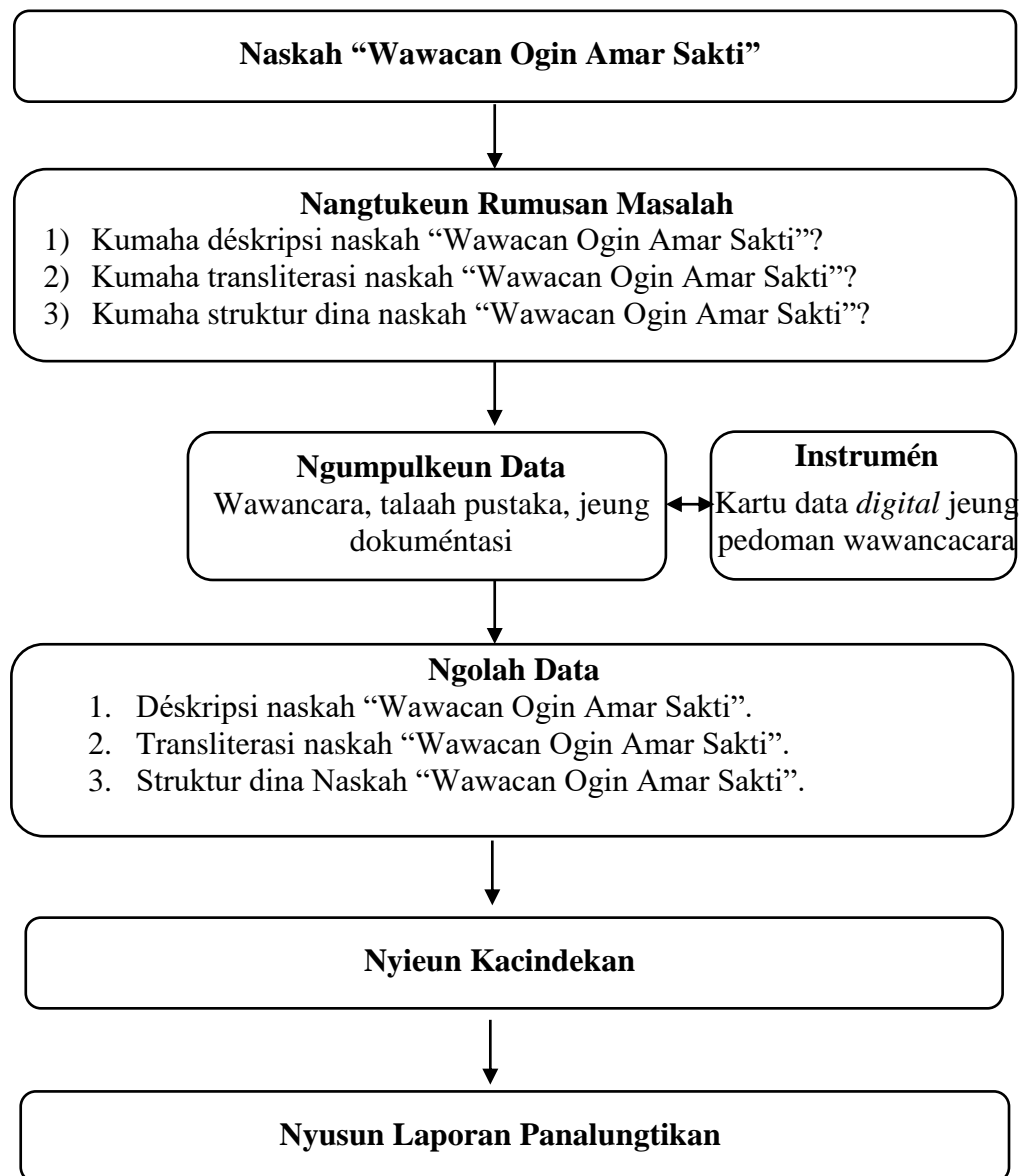 Naskah “Wawacan Ogin Amar Sakti”
Nangtukeun Rumusan Masalah
1) Kumaha déskripsi naskah “Wawacan Ogin Amar Sakti”?
2) Kumaha transliterasi naskah “Wawacan Ogin Amar Sakti”?
3) Kumaha struktur dina naskah “Wawacan Ogin Amar Sakti”?
Ngumpulkeun Data
Wawancara, talaah pustaka, jeung
dokuméntasi
Instrumén
Kartu data digital jeung
pedoman wawancacara
Ngolah Data
1. Déskripsi naskah “Wawacan Ogin Amar Sakti”.
2. Transliterasi naskah “Wawacan Ogin Amar Sakti”.
3. Struktur dina Naskah “Wawacan Ogin Amar Sakti”.
Nyieun Kacindekan
Nyusun Laporan Panalungtikan